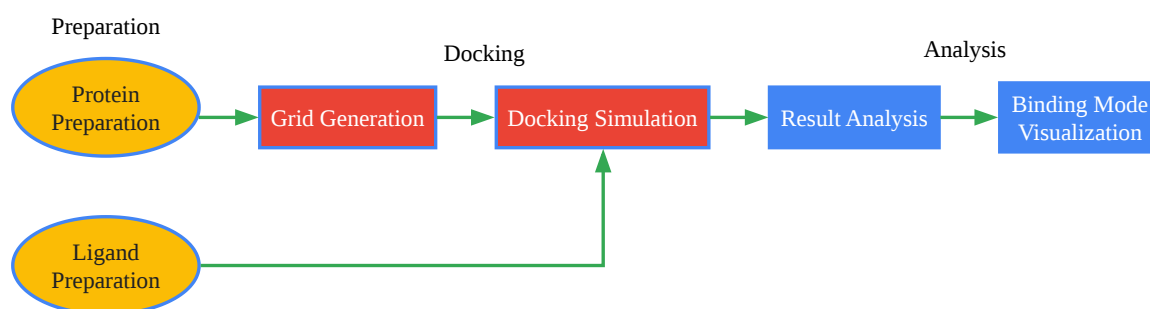 Preparation
Docking
Analysis
Protein
Preparation
Grid Generation
Docking Simulation
Result Analysis
Binding Mode
Visualization
Ligand
Preparation